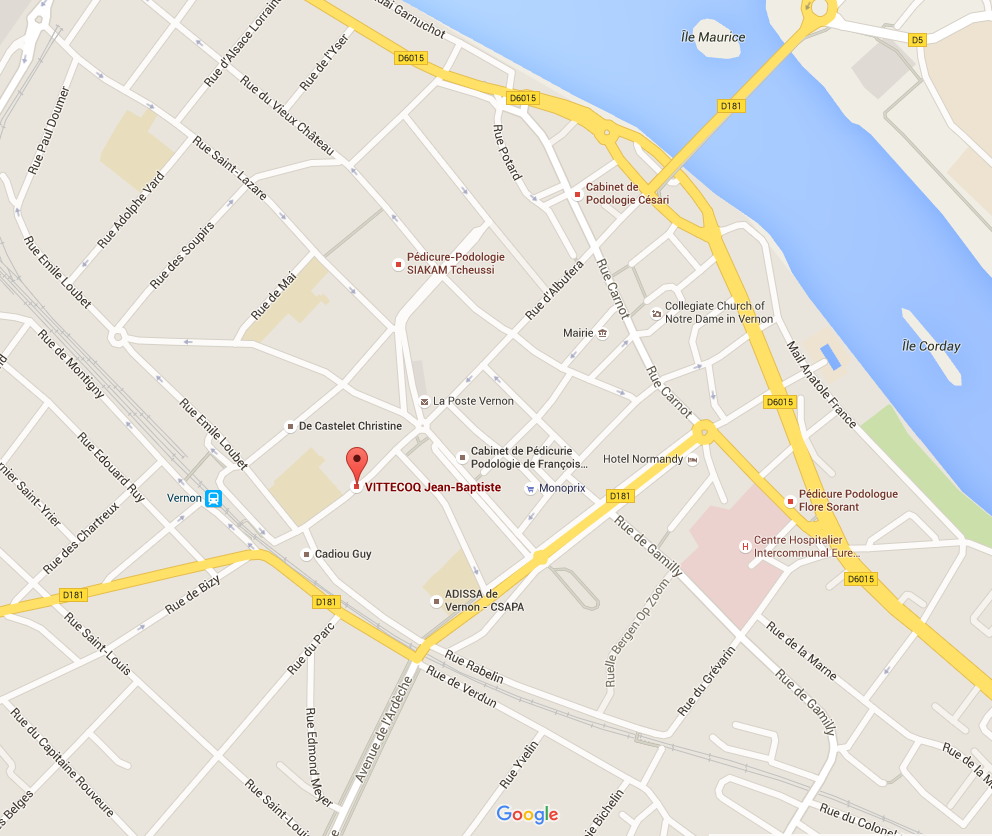 Quai Garnuchot
Île Maurice
D5
Rue d'Alsace Lorraine
Rue de l'Yser
D6015
D6015
D181
Rue Paul Doumer
Rue du Vieux Château
Rue Potard
Rue Saint-Lazare
Cabinet de
Podologie Césari
Rue Adolphe Vard
Rue Emile Loubet
Rue des Soupirs
Pédicure-Podologie
SIAKAM Tcheussi
Rue de Mai
Rue d'Albufera
Rue Carnot
Collegiate Church of
Notre Dame in Vernon
Mairie
Île Corday
Rue de Montigny
Mail Anatole France
Rue Carnot
La Poste Vernon
D6015
Rue Emile Loubet
De Castelet Christine
Cabinet de Pédicurie
Podologie de François...
Hotel Normandy
Rue Edouard Ruy
VITTECOQ Jean-Baptiste
Monoprix
D181
Pédicure Podologue
Flore Sorant
Vernon
Saint-Yrier
Rue des Chartreux
Rue de Gamilly
H
Centre Hospitalier
Intercommunal Eure...
Cadiou Guy
D6015
D181
Rue de Bizy
D181
ADISSA de
Vernon - CSAPA
Ruelle Bergen Op Zoom
Rue Saint-Louis
Rue du Parc
Rue de la Marne
Rue Rabelin
Rue de Verdun
Rue du Grévarin
Rue de Gamilly
Avenue de l'Ardèche
Rue du Capitaine Rouveure
Rue Edmond Meyer
Rue de la
Rue Yvelin
Rue Saint-Louis
Belges
Bichelin
Rue du Colonel
Google